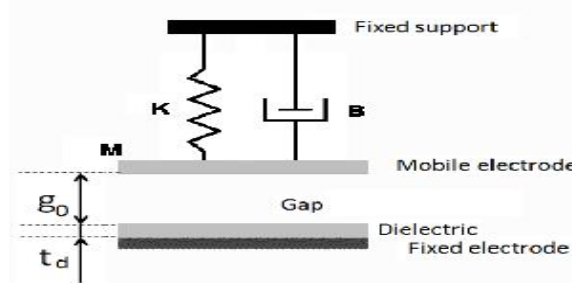 Fixed support
K
B
M
Mobile electrode
g0
Gap
Dielectric
Fixed electrode
td